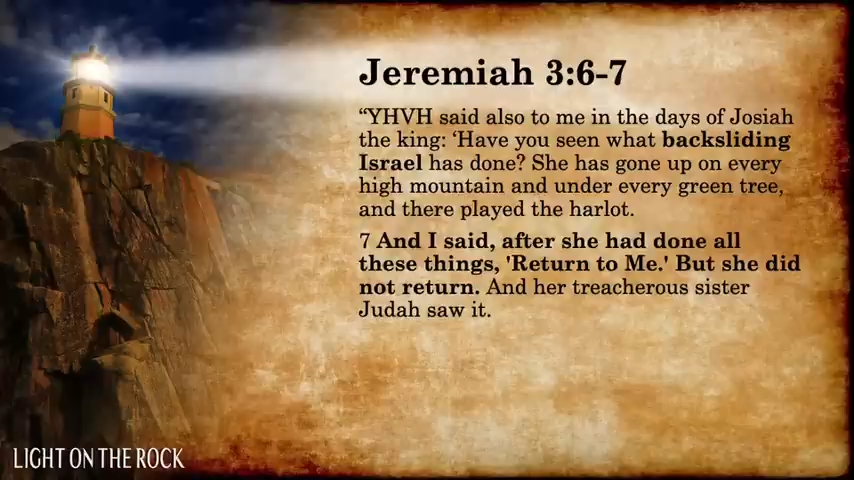 Jeremiah 3:6-7
“YHVH said also to me in the days of Josiah
the king: ‘Have you seen what backsliding
Israel has done? She has gone up on every
high mountain and under every green tree,
and there played the harlot.
7 And I said, after she had done all
these things, 'Return to Me.' But she did
not return. And her treacherous sister
Judah saw it.
LIGHT ON THE ROCK